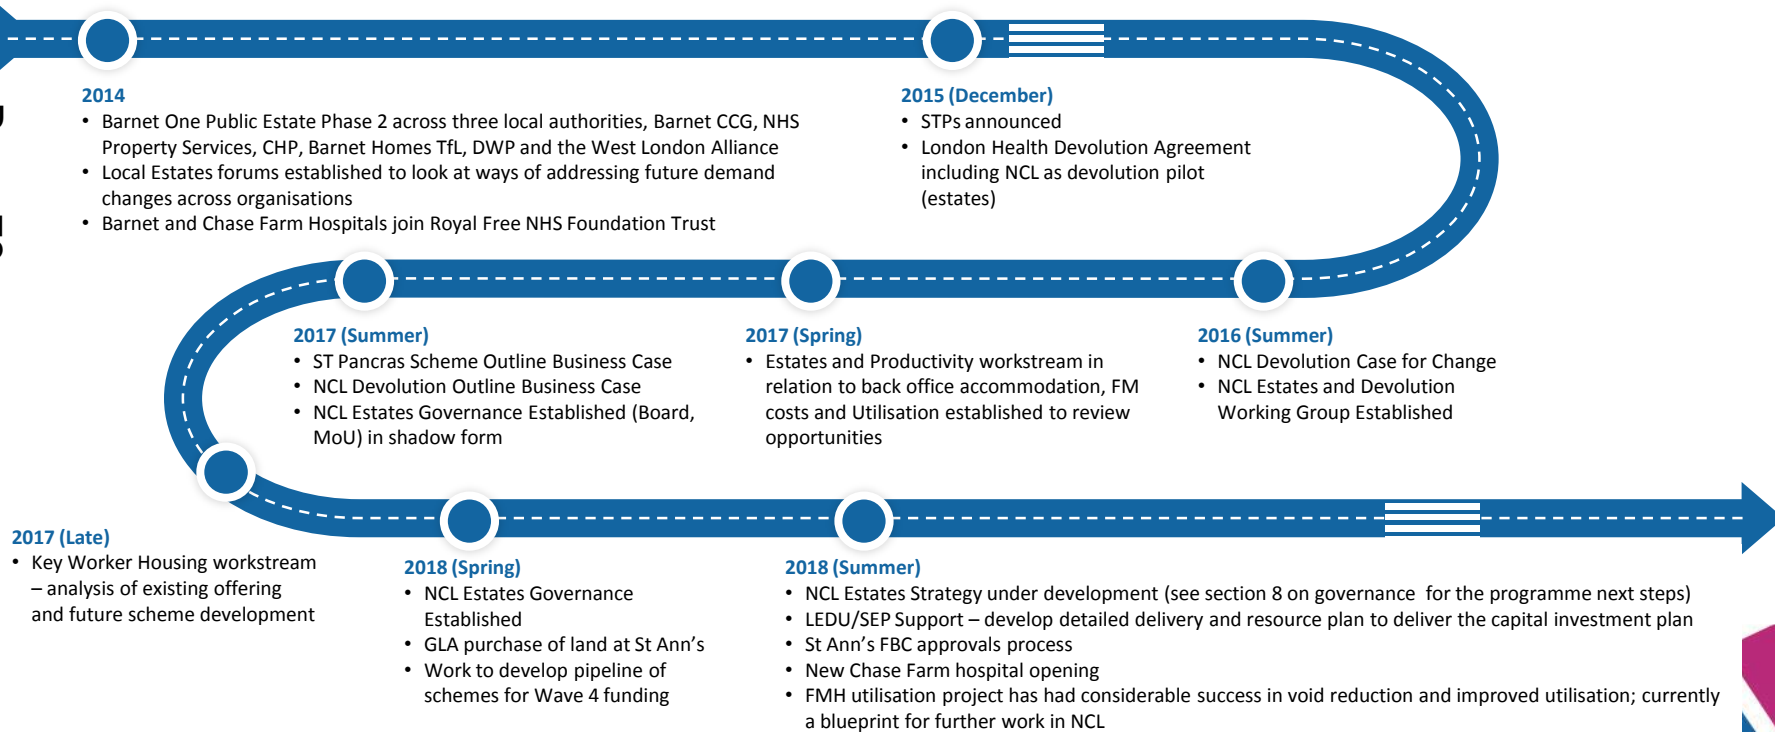 2014
• Barnet One Public Estate Phase 2 across three local authorities, Barnet CCG, NHS
Property Services, CHP, Barnet Homes TfL, DWP and the West London Alliance
• Local Estates forums established to look at ways of addressing future demand
changes across organisations
• Barnet and Chase Farm Hospitals join Royal Free NHS Foundation Trust
2015 (December)
• STPs announced
• London Health Devolution Agreement
including NCL as devolution pilot
(estates)
2016 (Summer)
• NCL Devolution Case for Change
• NCL Estates and Devolution
Working Group Established
2017 (Spring)
• Estates and Productivity workstream in
relation to back office accommodation, FM
costs and Utilisation established to review
opportunities
2017 (Summer)
• ST Pancras Scheme Outline Business Case
• NCL Devolution Outline Business Case
• NCL Estates Governance Established (Board,
MoU) in shadow form
2017 (Late)
• Key Worker Housing workstream
– analysis of existing offering
and future scheme development
2018 (Spring)
• NCL Estates Governance
Established
• GLA purchase of land at St Ann's
• Work to develop pipeline of
schemes for Wave 4 funding
2018 (Summer)
• NCL Estates Strategy under development (see section 8 on governance for the programme next steps)
• LEDU/SEP Support – develop detailed delivery and resource plan to deliver the capital investment plan
• St Ann's FBC approvals process
• New Chase Farm hospital opening
• FMH utilisation project has had considerable success in void reduction and improved utilisation; currently
a blueprint for further work in NCL